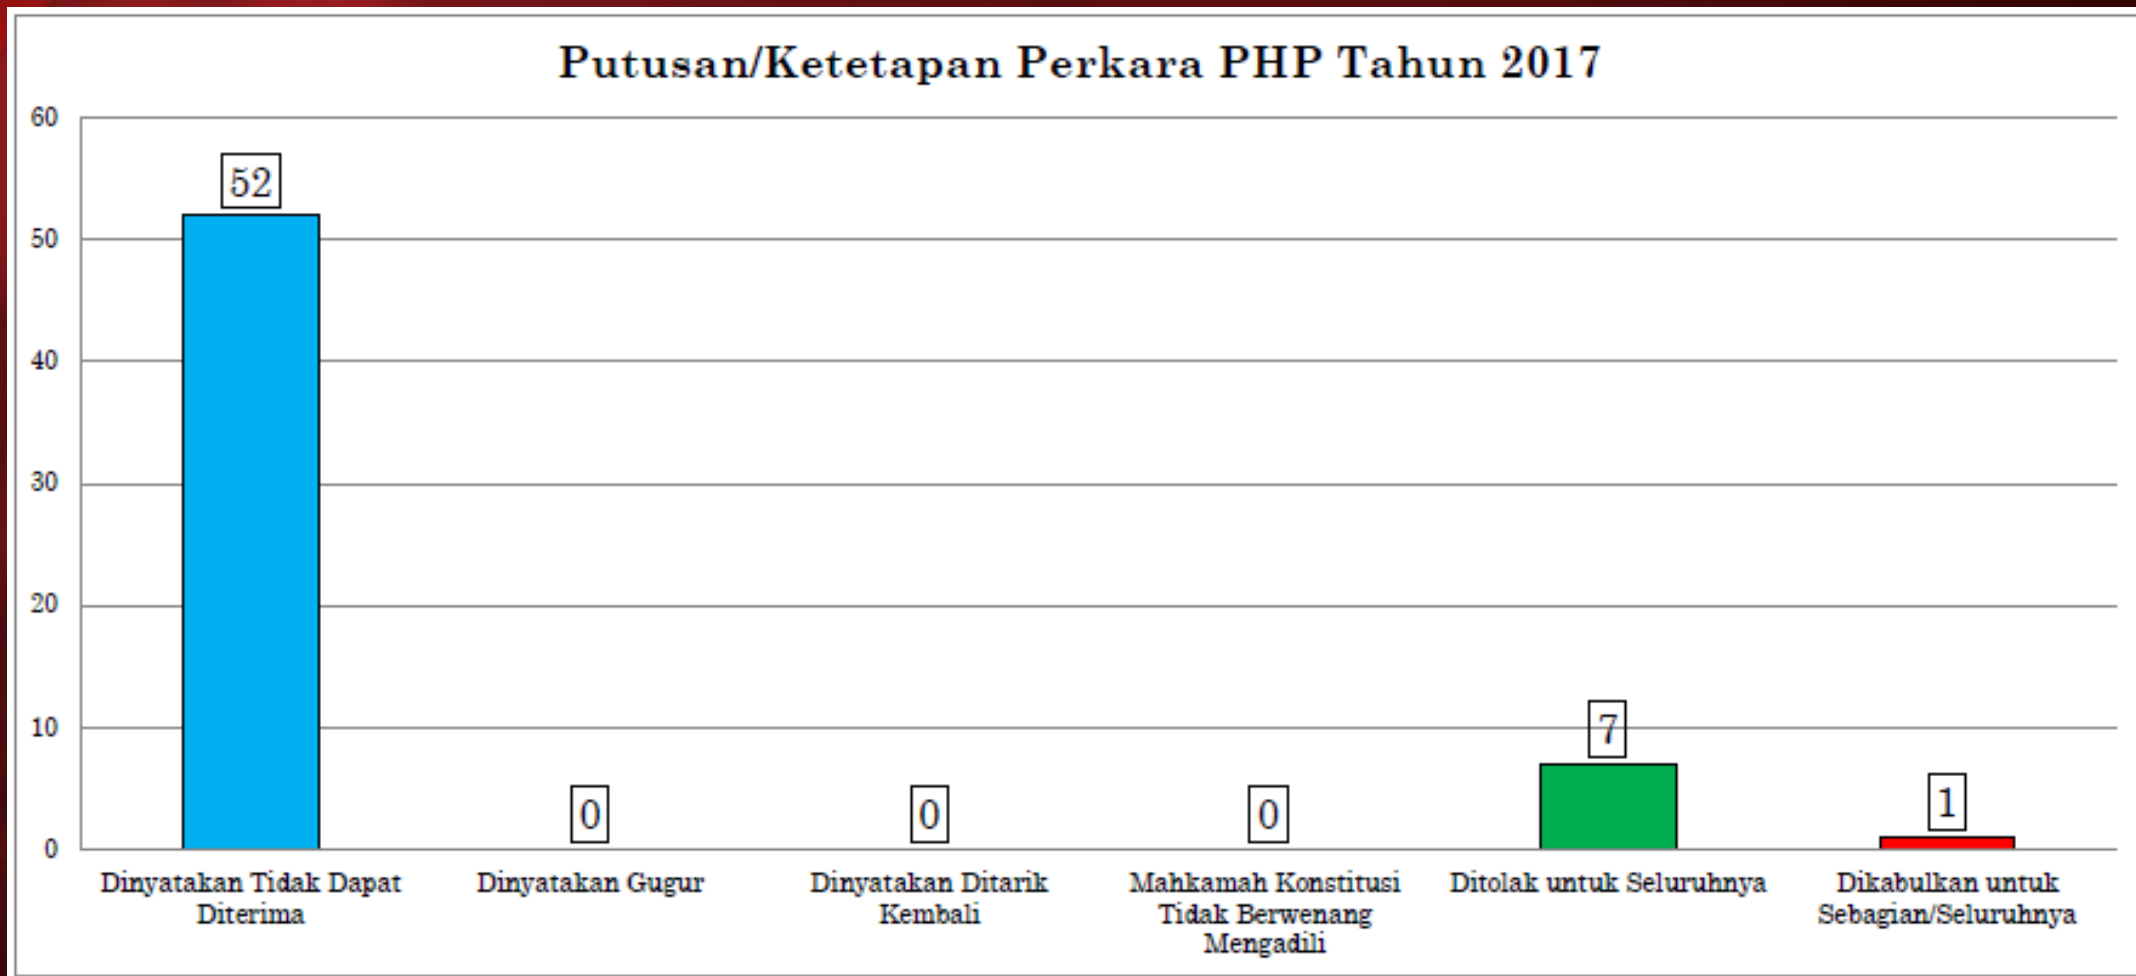 Putusan/Ketetapan Perkara PHP Tahun 2017
60
50
40
30
20
10
0
52
0
0
0
7
1
Dinyatakan Tidak Dapat
Diterima
Dinyatakan Gugur
Dinyatakan Ditarik
Kembali
Mahkamah Konstitusi
Tidak Berwenang
Mengadili
Ditolak untuk Seluruhnya
Dikabulkan untuk
Sebagian/Seluruhnya